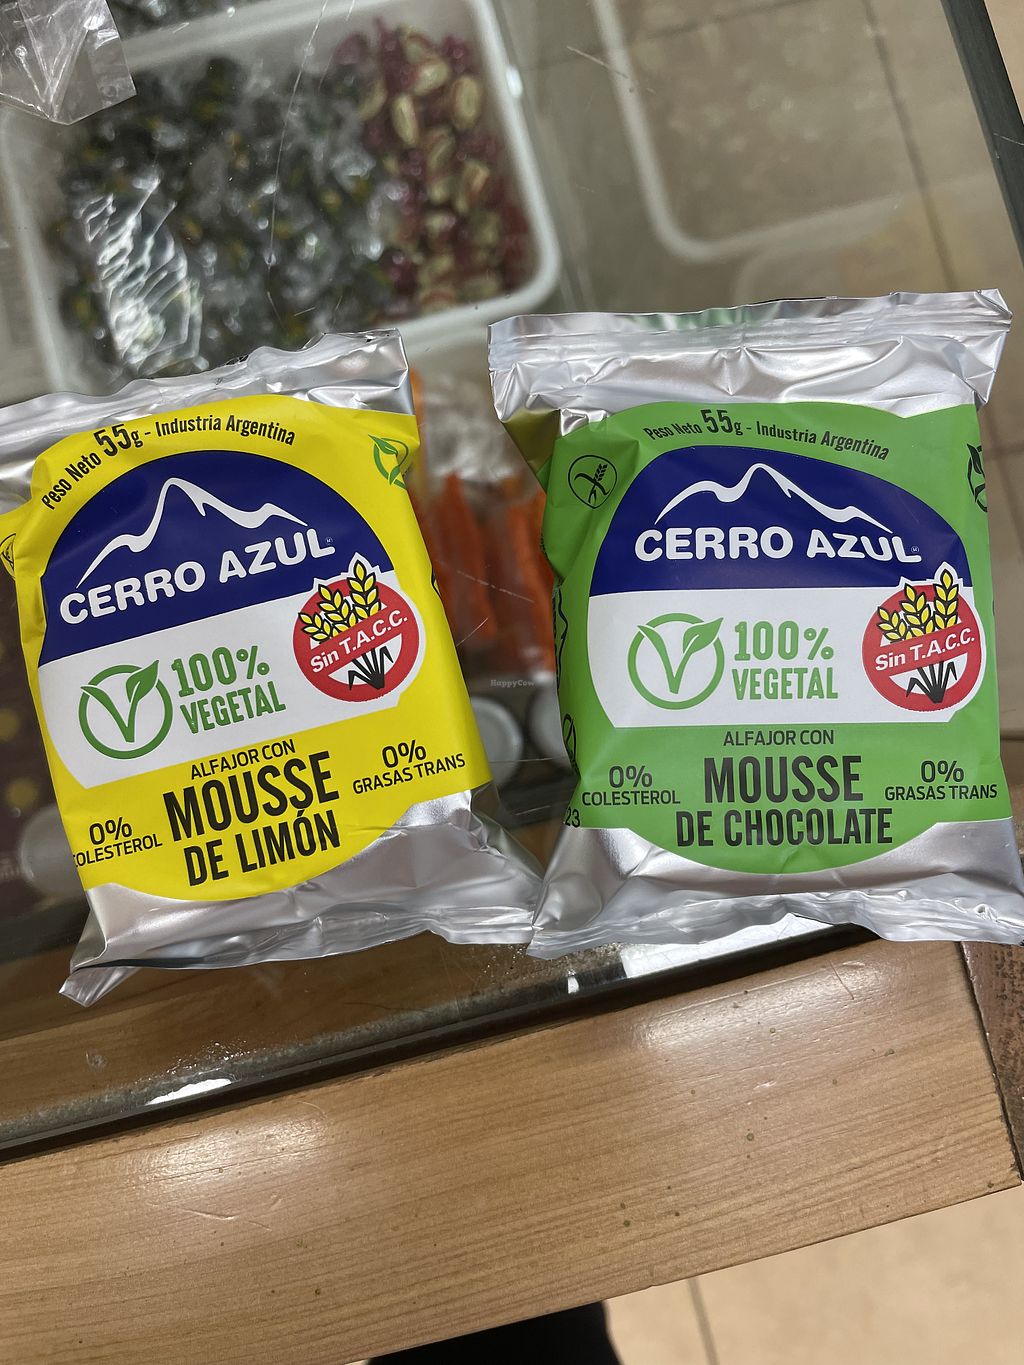 Peso Neto 55g - Industria Argentina
CERRO AZUL
Sin T.A.C.C.
100%
VEGETAL
ALFAJOR CON
MOUSSE
DE LIMÓN
0%
GRASAS TRANS
0%
COLESTEROL
Peso Neto 55g - Industria Argentina
CERRO AZUL
Sin T.A.C.C.
100%
VEGETAL
ALFAJOR CON
MOUSSE
DE CHOCOLATE
0%
COLESTEROL
0%
GRASAS TRANS
23
HappyCow